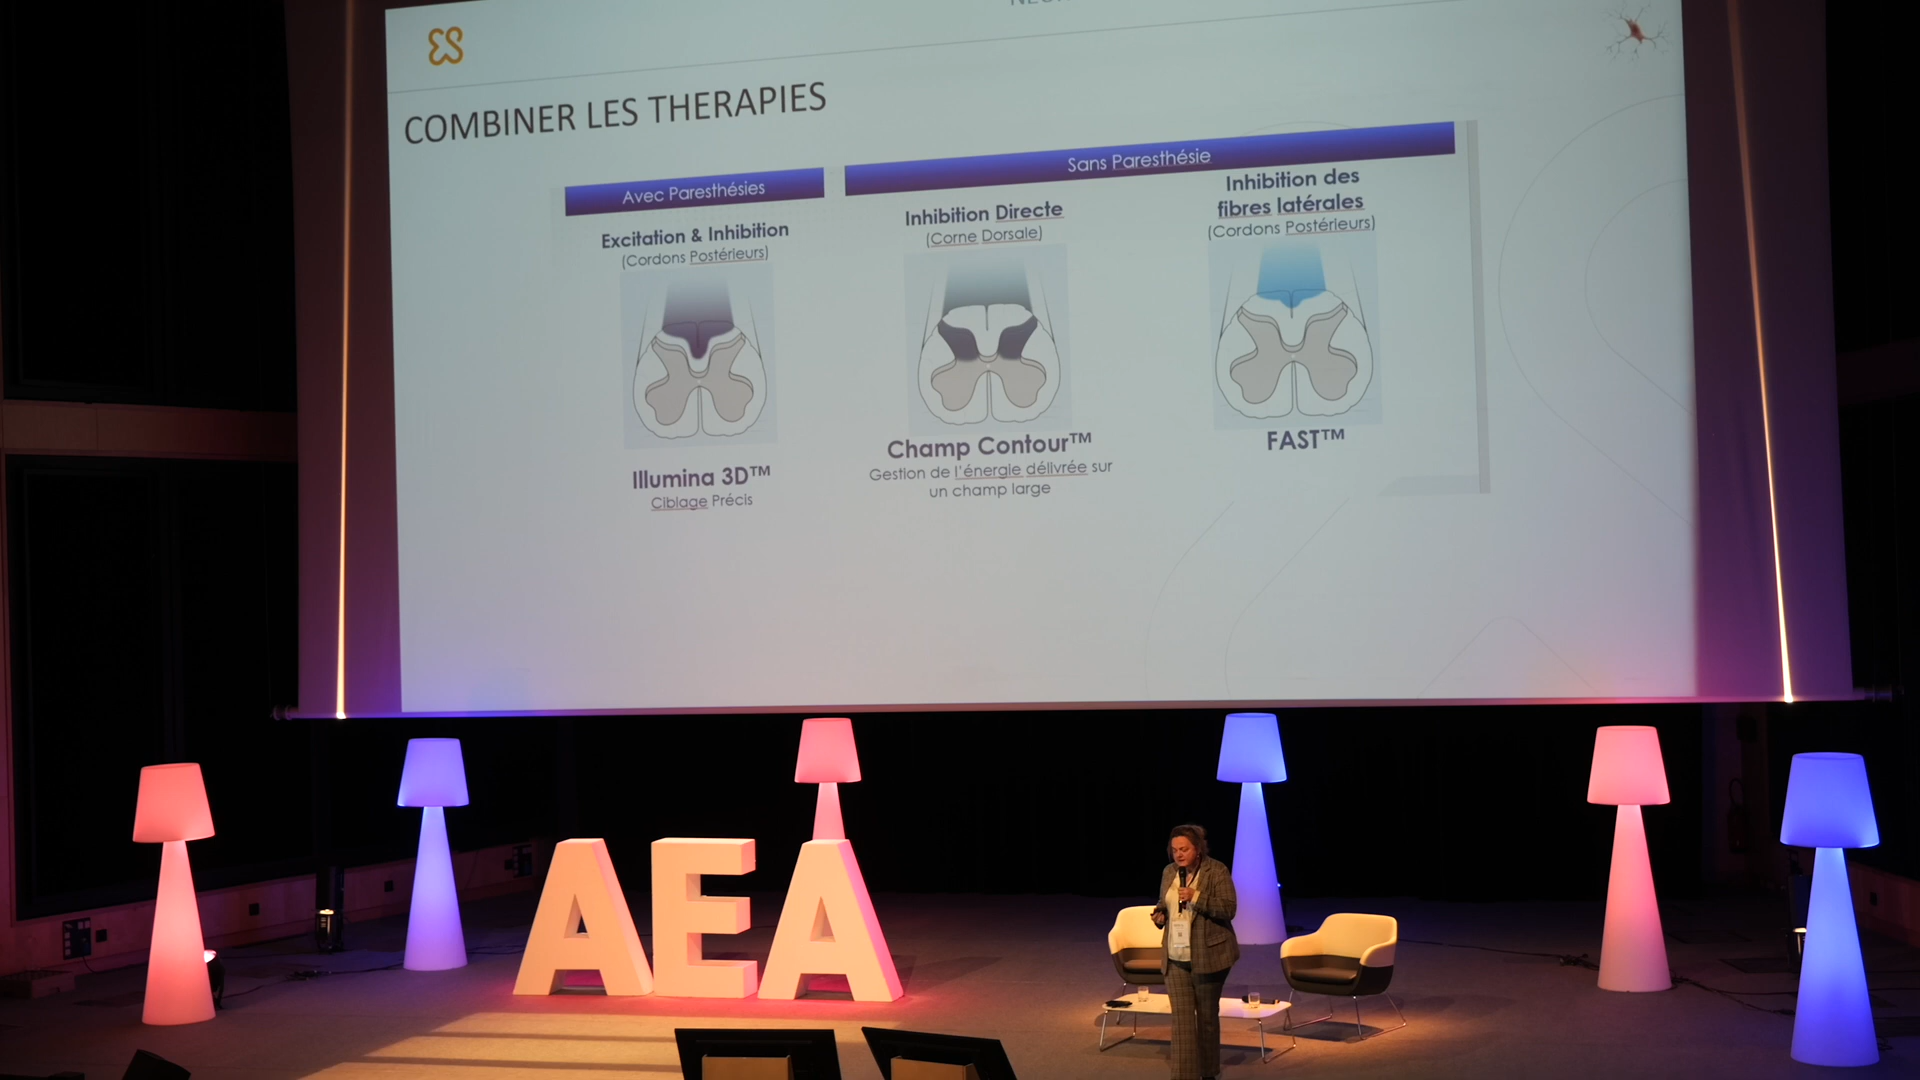 COMBINER LES THERAPIES
Avec Paresthésies
Sans Paresthésie
Excitation & Inhibition
(Cordons Postérieurs)
Inhibition Directe
(Corne Dorsale)
Inhibition des
fibres latérales
(Cordons Postérieurs)
Illumina 3D™
Ciblage Précis
Champ Contour™
Gestion de l'énergie délivrée sur
un champ large
FAST™
AEA